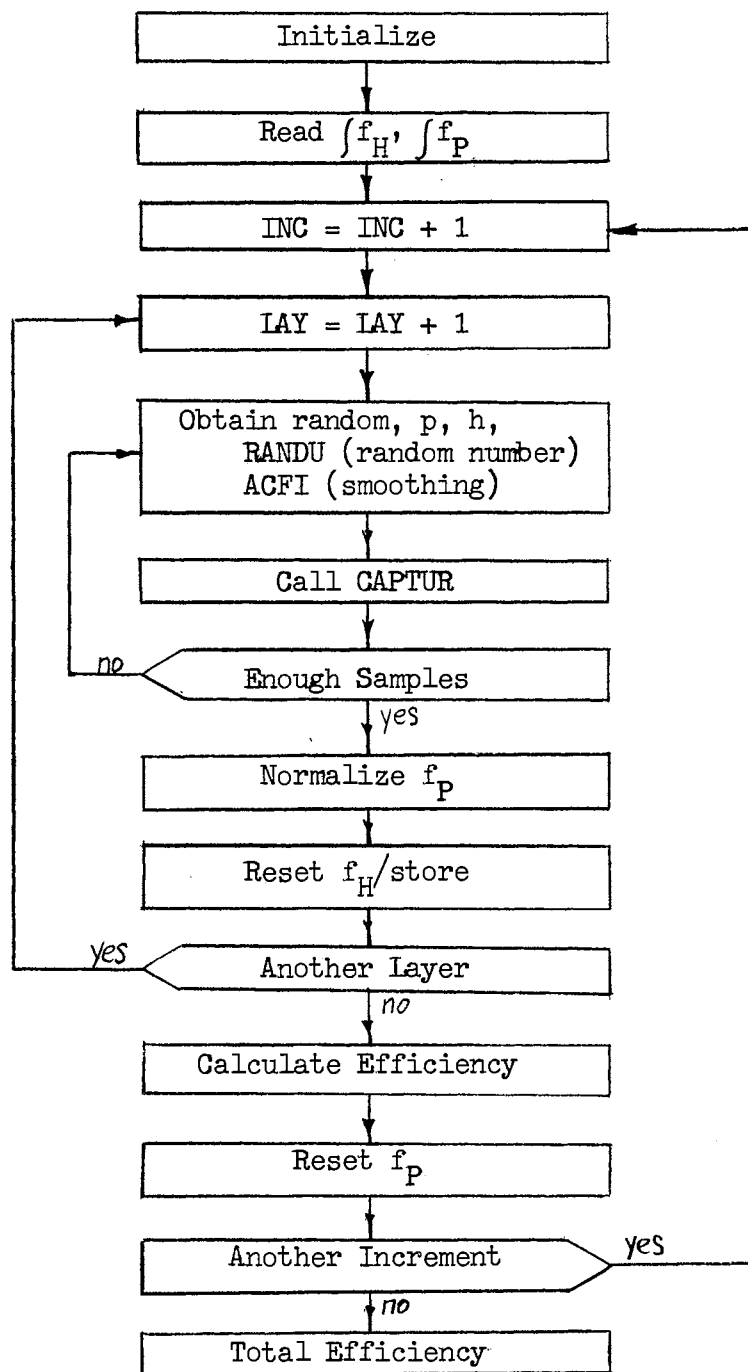 Initialize
Read ∫f_H, ∫f_P
INC = INC + 1
LAY = LAY + 1
Obtain random, p, h,
RANDU (random number)
ACFI (smoothing)
Call CAPTUR
no
Enough Samples
yes
Normalize f_P
Reset f_H/store
yes
Another Layer
no
Calculate Efficiency
Reset f_P
Another Increment
yes
no
Total Efficiency